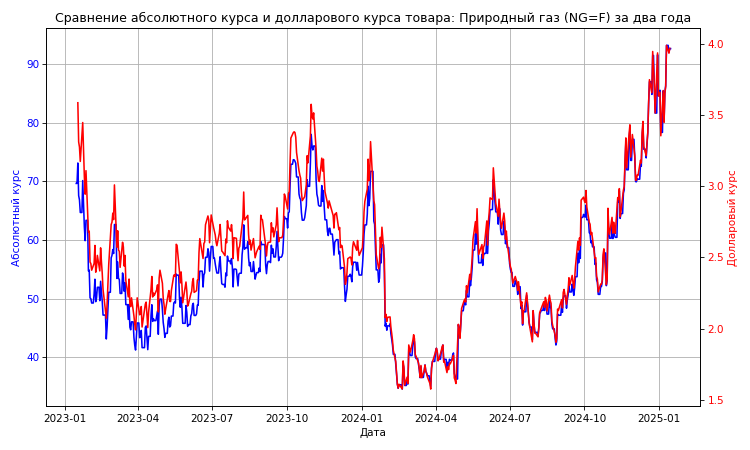 Сравнение абсолютного курса и долларового курса товара: Природный газ (NG=F) за два года
Абсолютный курс
90
80
70
60
50
40
4.0
3.5
3.0
2.5
2.0
1.5
Долларовый курс
2023-01 2023-04 2023-07 2023-10 2024-01 2024-04 2024-07 2024-10 2025-01
Дата